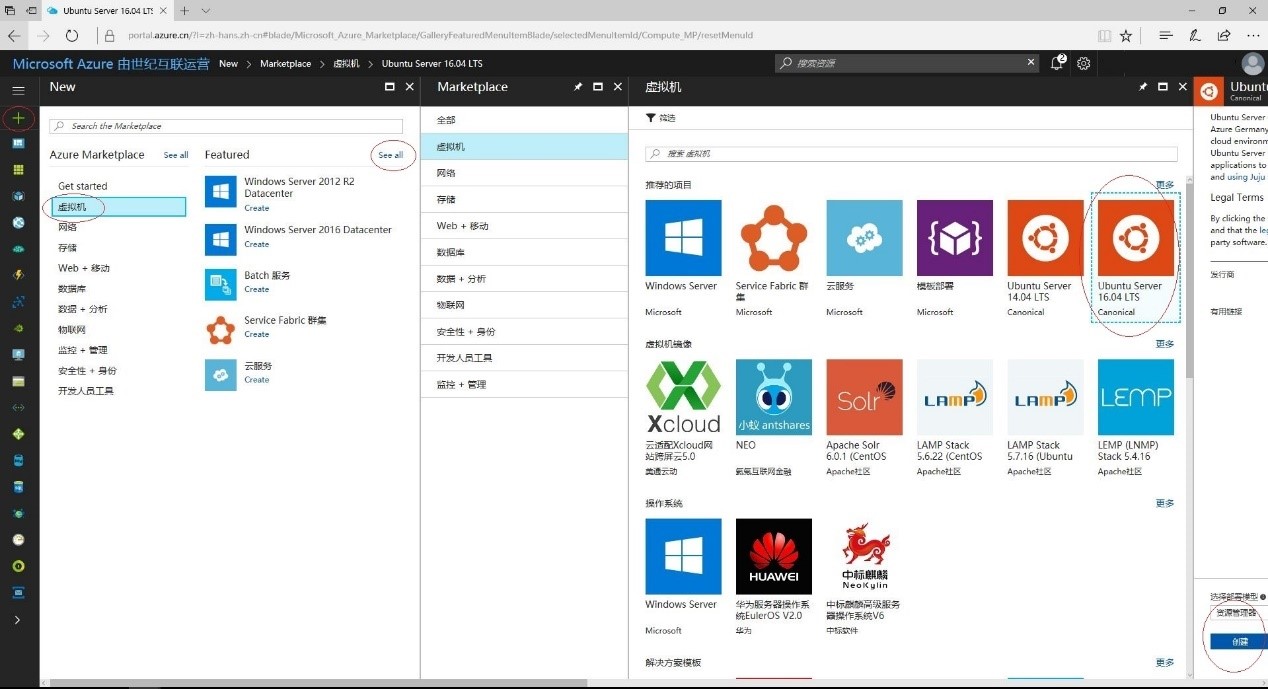 Ubuntu Server 16.04 LTS
portal.azure.cn/?l=zh-hans.zh-cn#blade/Microsoft_Azure_Marketplace/GalleryFeaturedMenuItemBlade/selectedMenuItemId/Compute_MP/resetMenuId
Microsoft Azure 由世纪互联运营
New > Marketplace > 虚拟机 > Ubuntu Server 16.04 LTS
搜索资源
2
New
Search the Marketplace
Azure Marketplace
See all
Featured
See all
Get started
虚拟机
网络
存储
Web + 移动
数据库
数据 + 分析
物联网
监控 + 管理
安全性 + 身份
开发人员工具
Windows Server 2012 R2
Datacenter
Create
Windows Server 2016 Datacenter
Create
Batch 服务
Create
Service Fabric 群集
Create
云服务
Create
Marketplace
全部
虚拟机
网络
存储
Web + 移动
数据库
数据 + 分析
物联网
安全性 + 身份
开发人员工具
监控 + 管理
虚拟机
筛选
搜索 虚拟机
推荐的项目
更多
Windows Server
Microsoft
Service Fabric 群
集
Microsoft
云服务
Microsoft
模板部署
Microsoft
Ubuntu Server
14.04 LTS
Canonical
Ubuntu Server
16.04 LTS
Canonical
虚拟机镜像
更多
Xcloud
云适配Xcloud网
站跨屏云5.0
美通云动
小蚁 antshares
NEO
氪氪互联网金融
Solr
Apache Solr
6.0.1 (CentOS
Apache社区
LAMP
LAMP Stack
5.6.22 (CentOS
Apache社区
LAMP
LAMP Stack
5.7.16 (Ubuntu
Apache社区
LEMP
LEMP (LNMP)
Stack 5.4.16
Apache社区
操作系统
更多
Windows Server
Microsoft
HUAWEI
华为服务器操作系
统EulerOS V2.0
华为
中标麒麟
NeoKylin
中标麒麟高级服务
器操作系统V6
中标软件
解决方案模板
更多
Ubunt
Canonical
Ubuntu Server
Azure Germany
cloud environm
Ubuntu Server
applications to
and using Juju
Legal Terms
By clicking the
and that the leg
party software.
发行商
有用链接
选择部署模型
资源管理器
创建